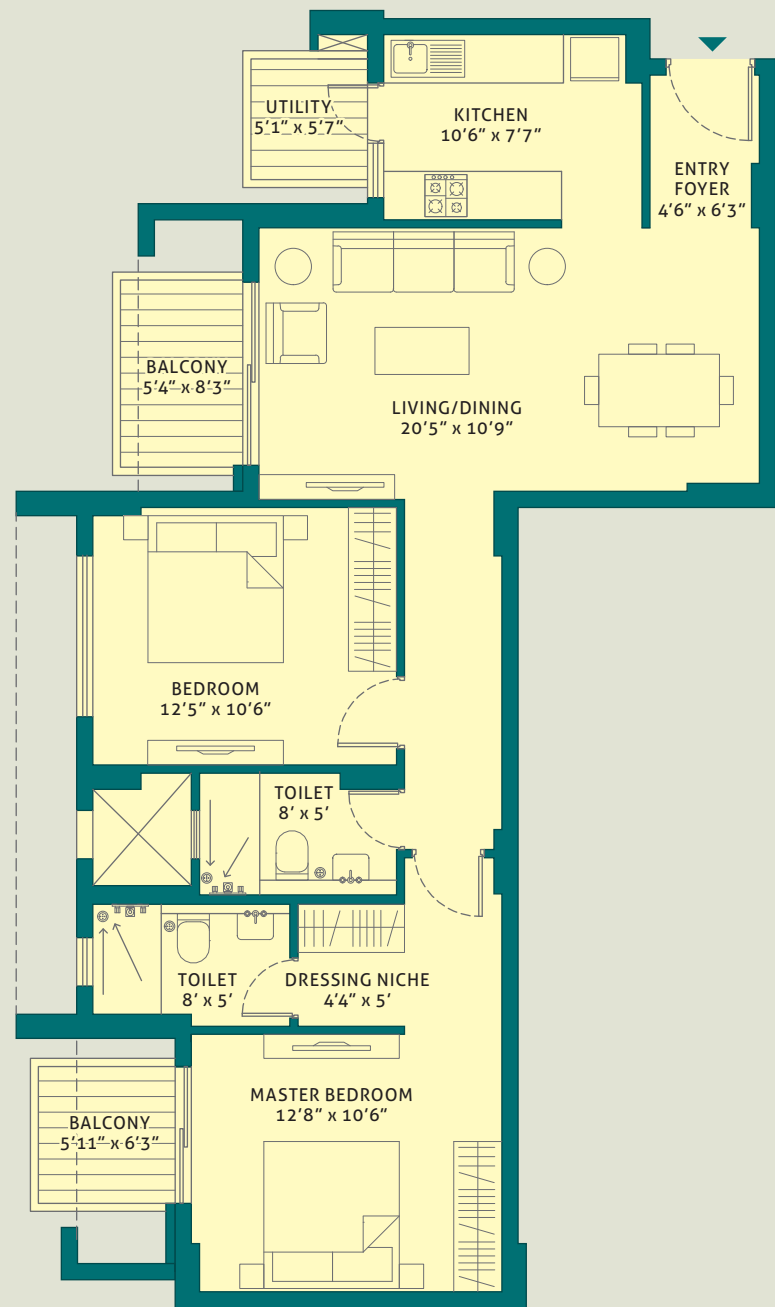 UTILITY
5'1" x 5'7"
KITCHEN
10'6" x 7'7"
ENTRY
FOYER
4'6" x 6'3"
BALCONY
5'4" x 8'3"
LIVING/DINING
20'5" x 10'9"
BEDROOM
12'5" x 10'6"
TOILET
8' x 5'
TOILET
8' x 5'
DRESSING NICHE
4'4" x 5'
MASTER BEDROOM
12'8" x 10'6"
BALCONY
5'11" x 6'3"